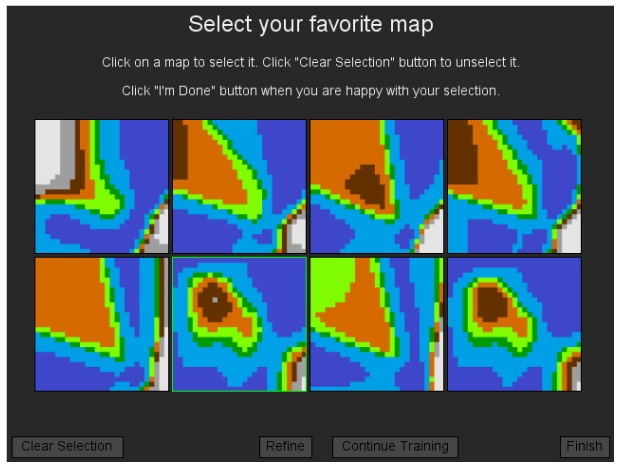 Select your favorite map
Click on a map to select it. Click "Clear Selection" button to unselect it.
Click "I'm Done" button when you are happy with your selection.
Clear Selection
Refine
Continue Training
Finish